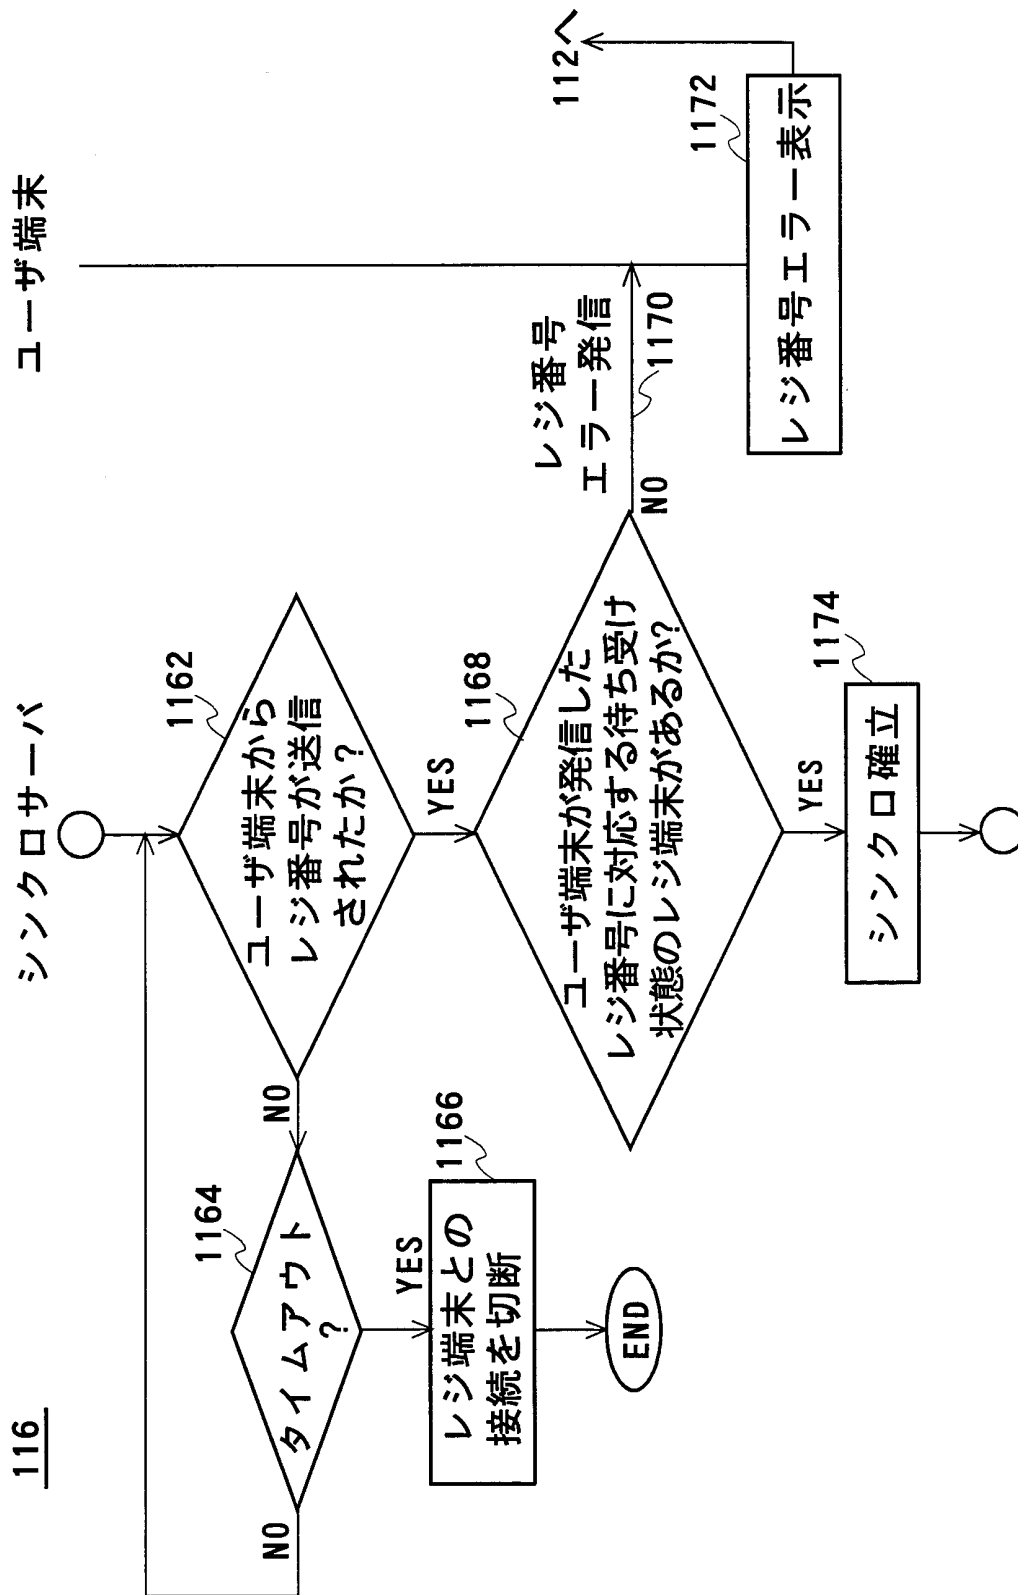 116
シンクロサーバ
ユーザ端末
1162
ユーザ端末から
レジ番号が送信
されたか?
NO
YES
1164
タイムアウト
?
NO
YES
1166
レジ端末との
接続を切断
END
1168
ユーザ端末が発信した
レジ番号に対応する待ち受け
状態のレジ端末があるか?
NO
レジ番号
エラー発信
1170
1172
レジ番号エラー表示
112へ
YES
1174
シンクロ確立